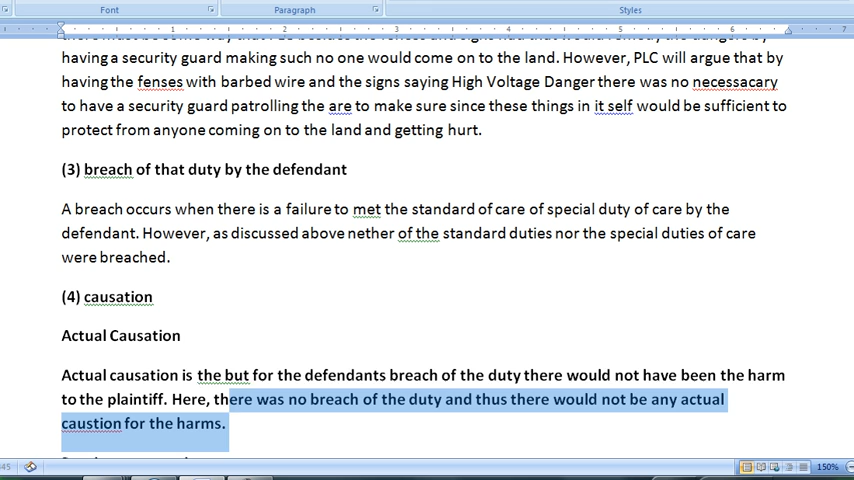 Font Paragraph Styles
1 2 3 4 5 6 7
having a security guard making such no one would come on to the land. However, PLC will argue that by
having the fenses with barbed wire and the signs saying High Voltage Danger there was no necessacary
to have a security guard patrolling the are to make sure since these things in it self would be sufficient to
protect from anyone coming on to the land and getting hurt.
(3) breach of that duty by the defendant
A breach occurs when there is a failure to met the standard of care of special duty of care by the
defendant. However, as discussed above nether of the standard duties nor the special duties of care
were breached.
(4) causation
Actual Causation
Actual causation is the but for the defendants breach of the duty there would not have been the harm
to the plaintiff. Here, there was no breach of the duty and thus there would not be any actual
caustion for the harms.
45 150%